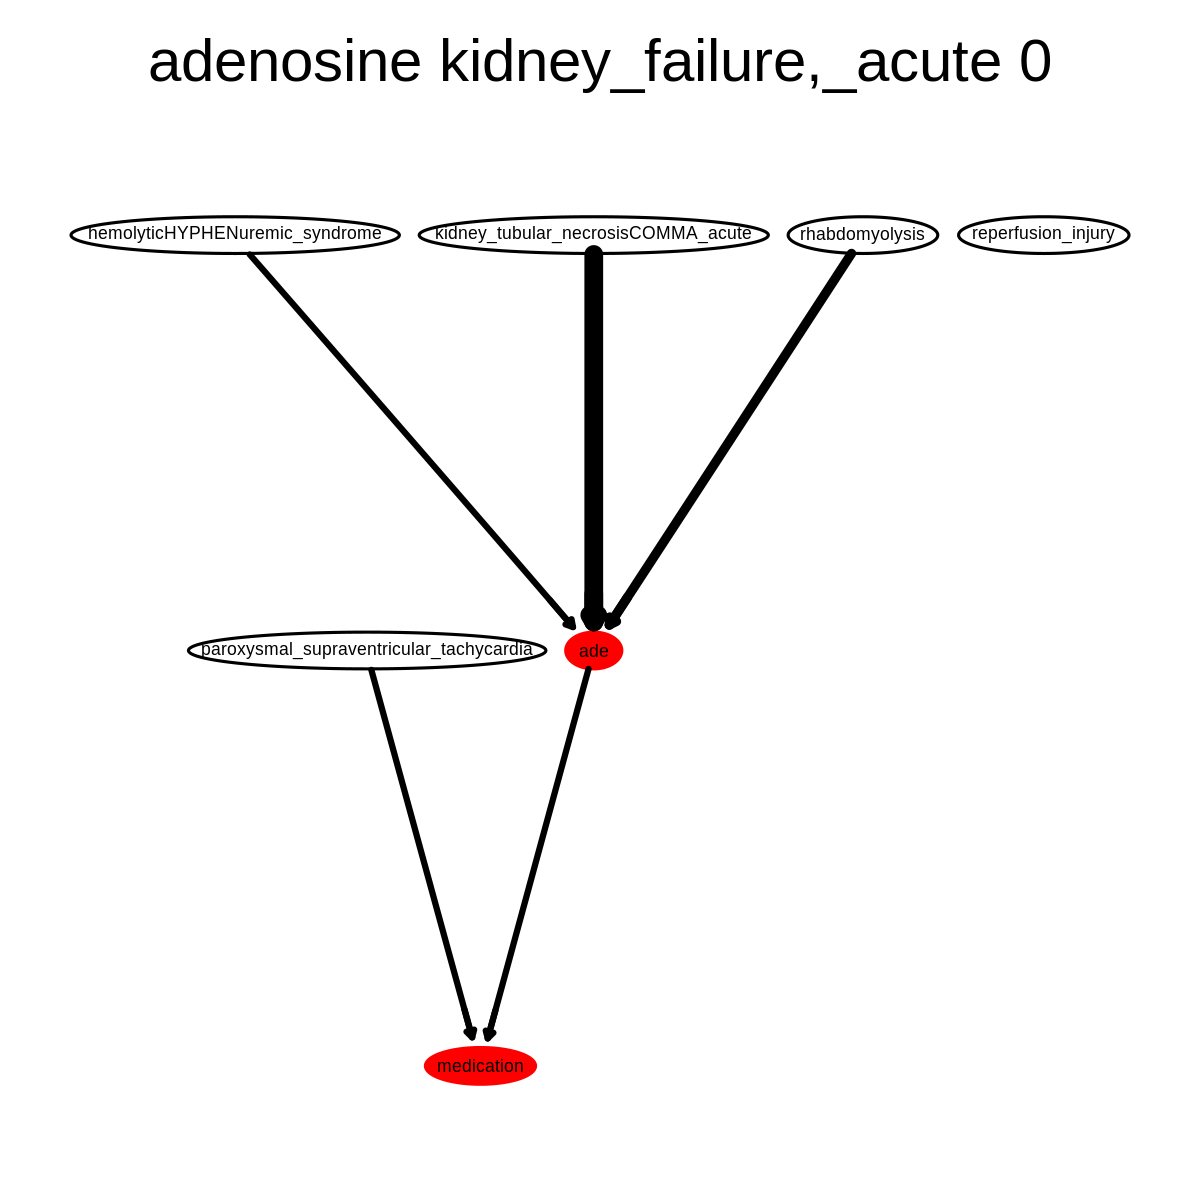 adenosine kidney_failure,_acute 0
hemolyticHYPHENuremic_syndrome kidney_tubular_necrosisCOMMA_acute rhabdomyolysis reperfusion_injury
paroxysmal_supraventricular_tachycardia ade
medication